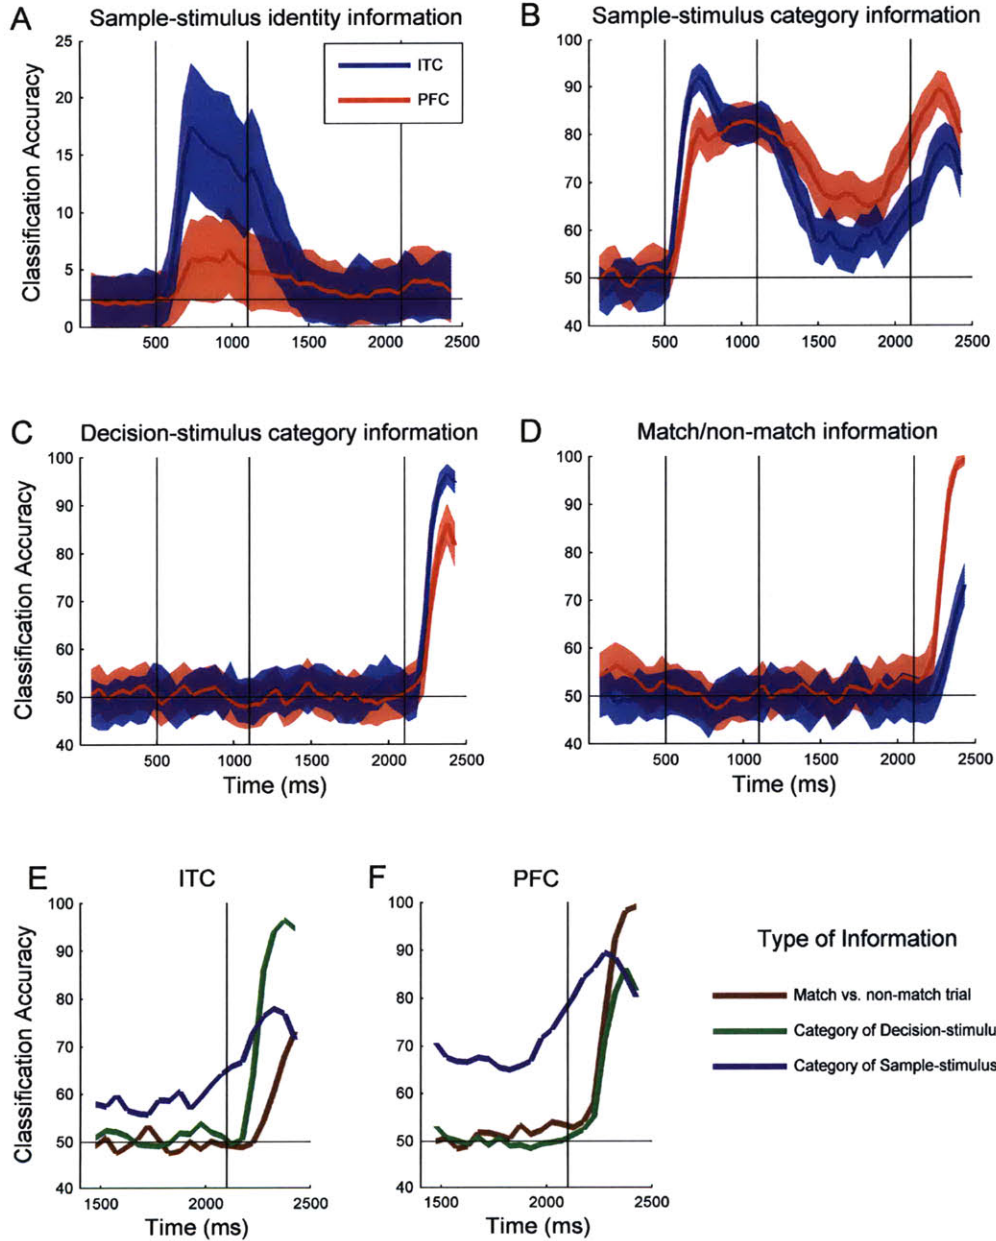 A Sample-stimulus identity information
25
20
15
10
5
0
Classification Accuracy
ITC
PFC
500 1000 1500 2000 2500
B Sample-stimulus category information
100
90
80
70
60
50
40
500 1000 1500 2000 2500
C Decision-stimulus category information
100
90
80
70
60
50
40
Classification Accuracy
500 1000 1500 2000 2500
Time (ms)
D Match/non-match information
100
90
80
70
60
50
40
500 1000 1500 2000 2500
Time (ms)
E ITC
100
90
80
70
60
50
40
Classification Accuracy
1500 2000 2500
Time (ms)
F PFC
100
90
80
70
60
50
40
1500 2000 2500
Time (ms)
Type of Information
Match vs. non-match trial
Category of Decision-stimulu
Category of Sample-stimulus